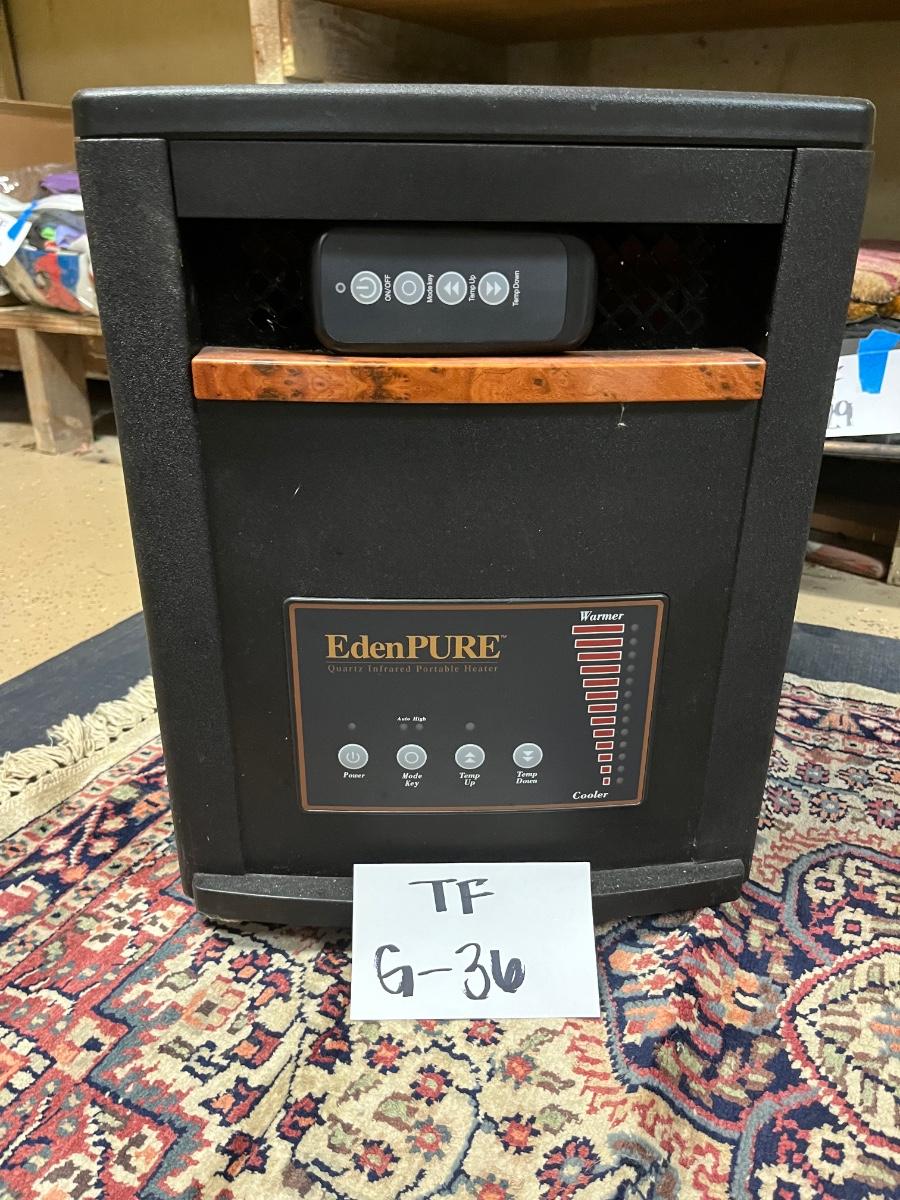 ON/OFF
Mode key
Temp Up
Temp Down
EdenPURE™
Quartz Infrared Portable Heater
Warmer
Auto High
Power
Mode Key
Temp Up
Temp Down
Cooler
TF
G-36